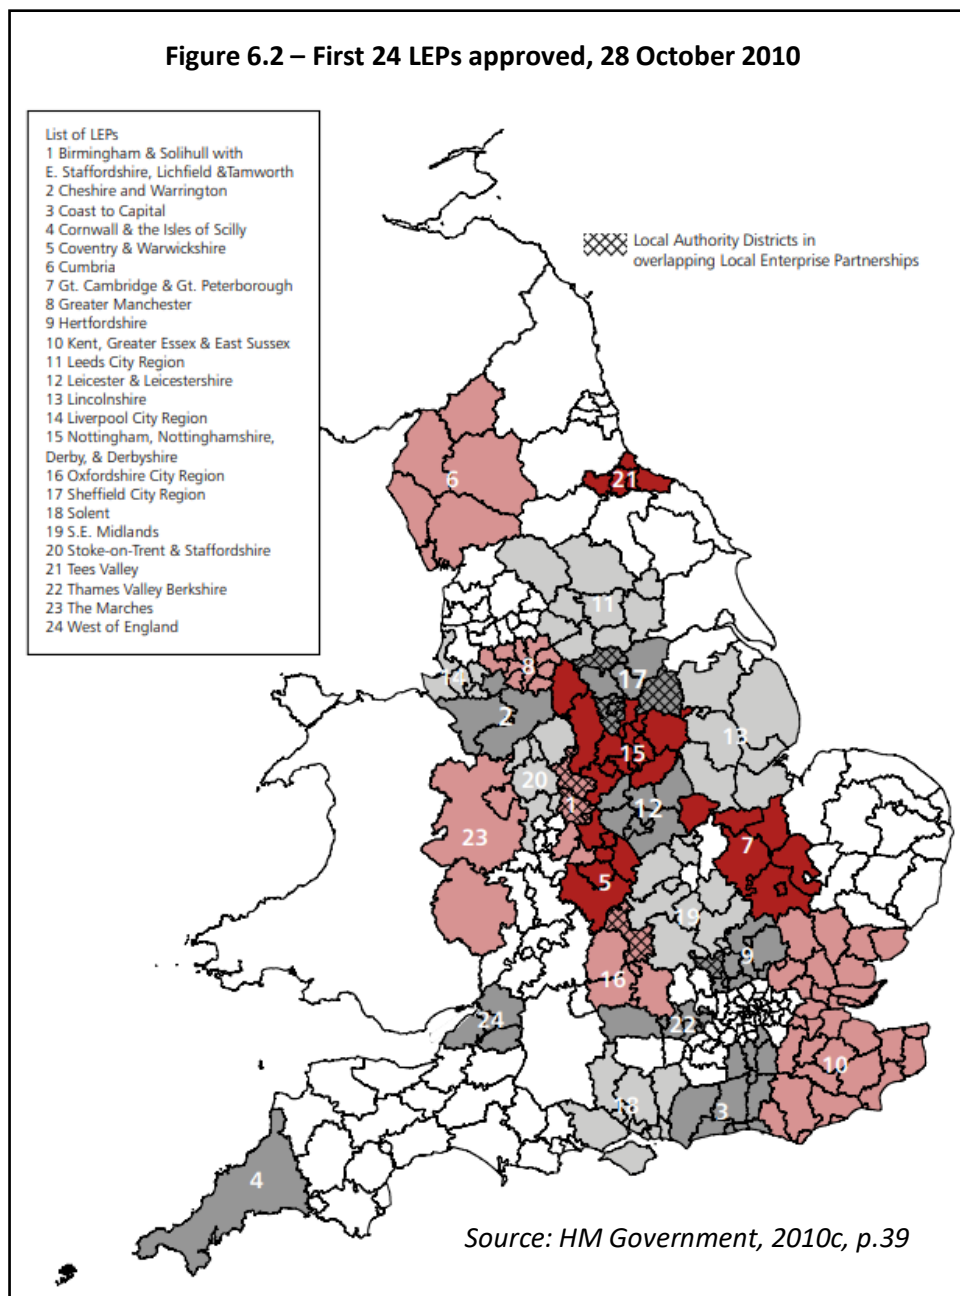 Figure 6.2 – First 24 LEPs approved, 28 October 2010
List of LEPs
1 Birmingham & Solihull with
E. Staffordshire, Lichfield &Tamworth
2 Cheshire and Warrington
3 Coast to Capital
4 Cornwall & the Isles of Scilly
5 Coventry & Warwickshire
6 Cumbria
7 Gt. Cambridge & Gt. Peterborough
8 Greater Manchester
9 Hertfordshire
10 Kent, Greater Essex & East Sussex
11 Leeds City Region
12 Leicester & Leicestershire
13 Lincolnshire
14 Liverpool City Region
15 Nottingham, Nottinghamshire,
Derby, & Derbyshire
16 Oxfordshire City Region
17 Sheffield City Region
18 Solent
19 S.E. Midlands
20 Stoke-on-Trent & Staffordshire
21 Tees Valley
22 Thames Valley Berkshire
23 The Marches
24 West of England
Local Authority Districts in
overlapping Local Enterprise Partnerships
6
21
11
8
14
17
2
13
15
20
1
12
23
7
5
19
9
16
24
22
10
18
3
4
Source: HM Government, 2010c, p.39